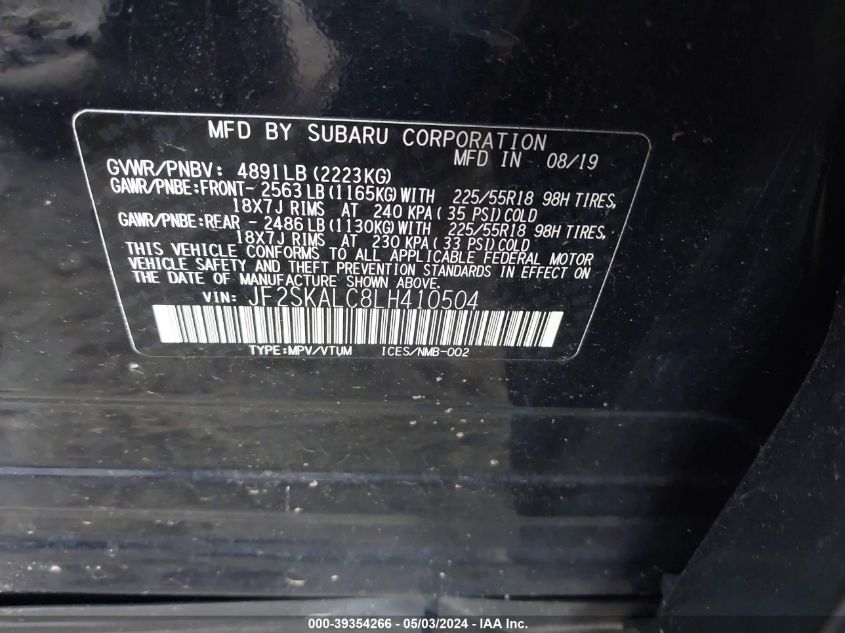 MFD BY SUBARU CORPORATION
MFD IN 08/19
GVWR/PNBV: 4891LB (2223KG)
GAWR/PNBE:FRONT- 2563LB (1165KG) WITH 225/55R18 98H TIRES,
18X7J RIMS AT 240 KPA ( 35 PSI) COLD
GAWR/PNBE:REAR - 2486LB (1130KG) WITH 225/55R18 98H TIRES,
18X7J RIMS AT 230 KPA ( 33 PSI) COLD
THIS VEHICLE CONFORMS TO ALL APPLICABLE FEDERAL MOTOR
VEHICLE SAFETY AND THEFT PREVENTION STANDARDS IN EFFECT ON
THE DATE OF MANUFACTURE SHOWN ABOVE.
VIN: JF2SKALC8LH410504
TYPE:MPV/VTUM ICES/NMB-002
000-39354266 - 05/03/2024 - IAA Inc.